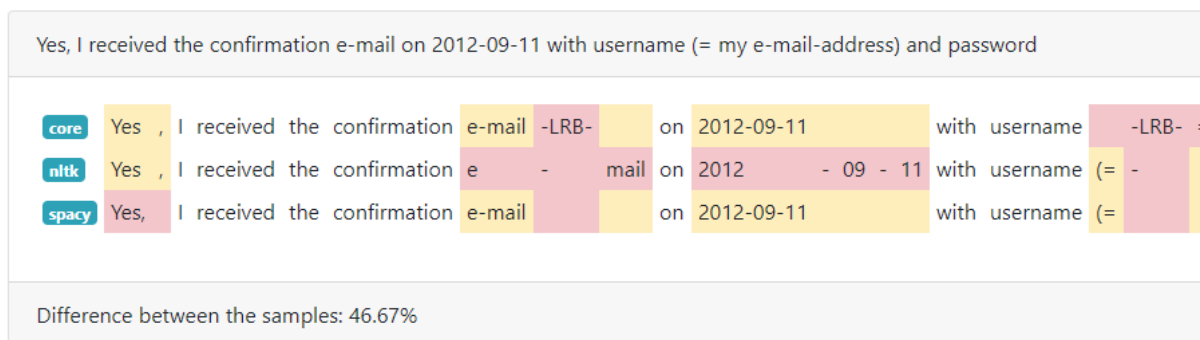 Yes, I received the confirmation e-mail on 2012-09-11 with username (= my e-mail-address) and password
core Yes , I received the confirmation e-mail -LRB- on 2012-09-11 with username -LRB-
nltk Yes , I received the confirmation e - mail on 2012 - 09 - 11 with username (= -
spacy Yes, I received the confirmation e-mail on 2012-09-11 with username (=
Difference between the samples: 46.67%